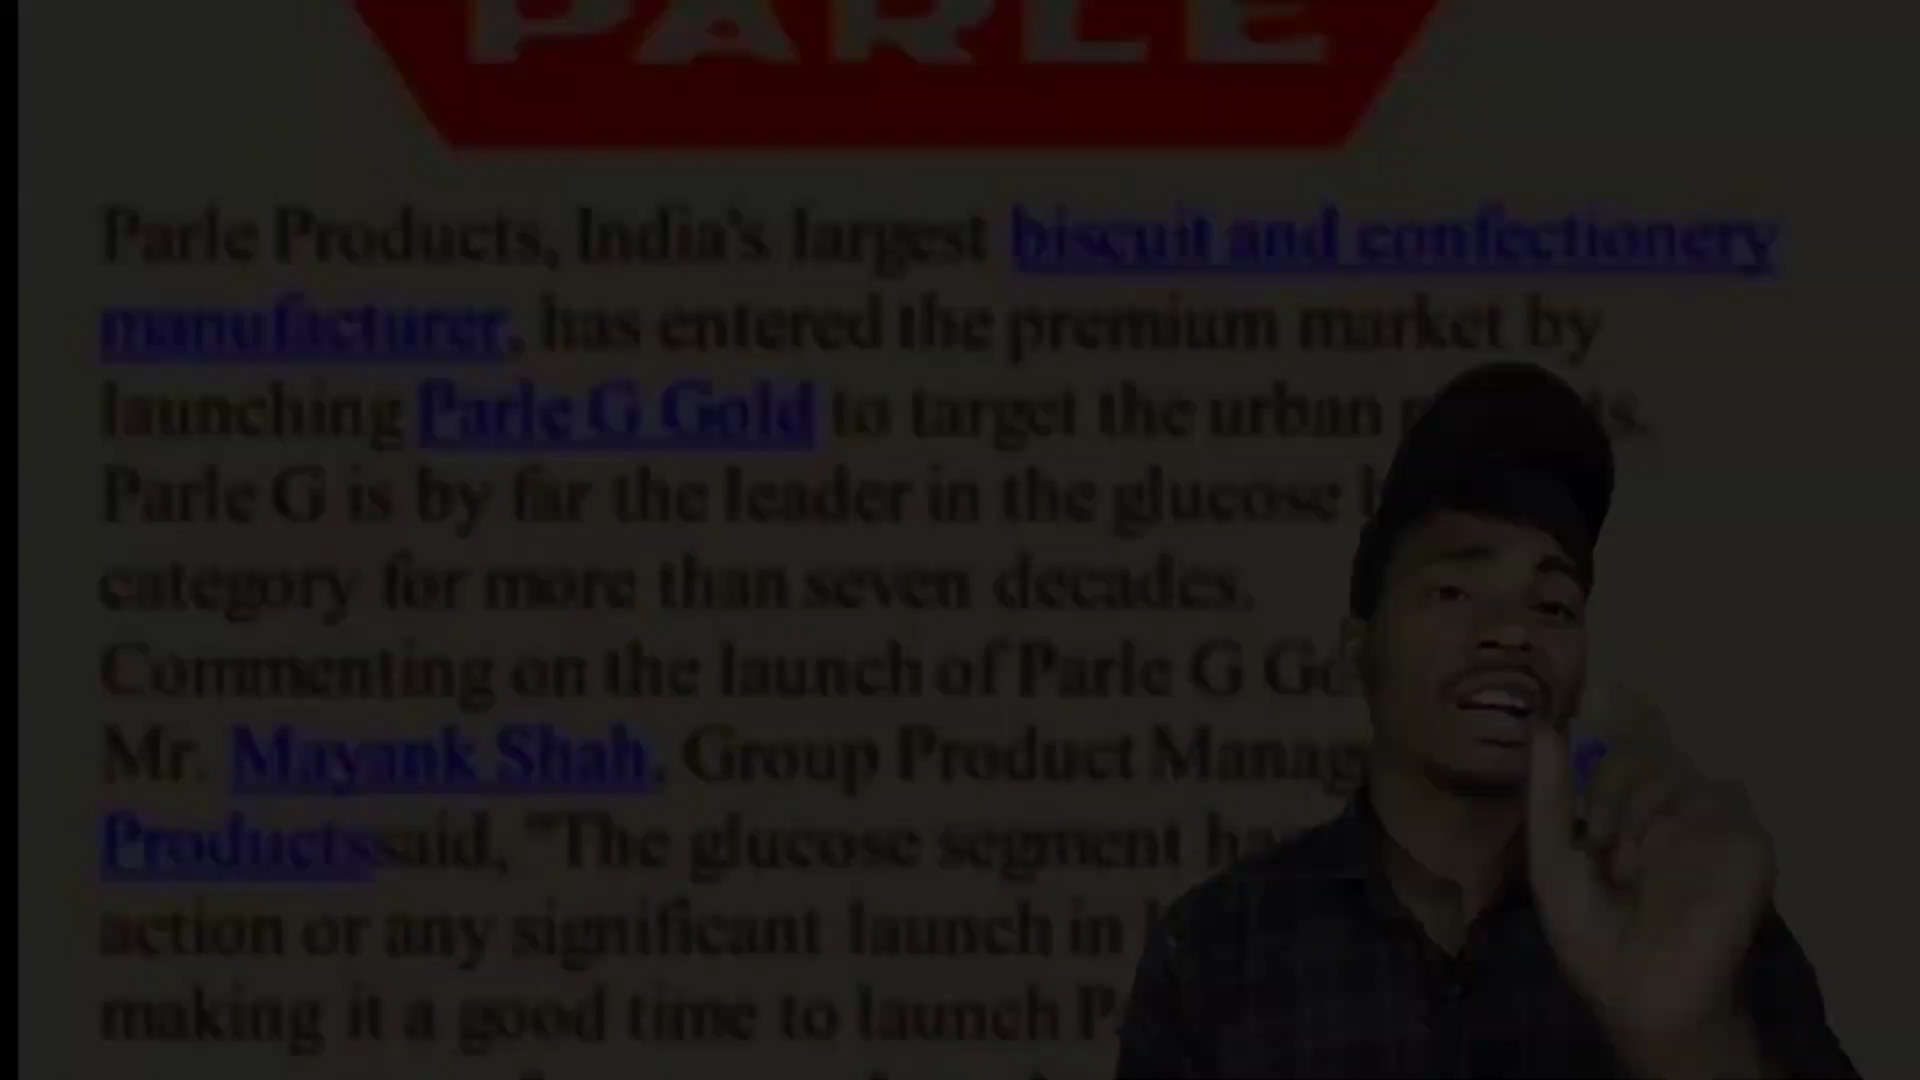 PARLE
Parle Products, India's largest biscuit and confectionery
manufacturer, has entered the premium market by
launching Parle G Gold to target the urban
Parle G is by far the leader in the glucose
category for more than seven decades.
Commenting on the launch of Parle G
Mr. Mayank Shah, Group Product
Productssaid, "The glucose segment
action or any significant launch in
making it a good time to launch